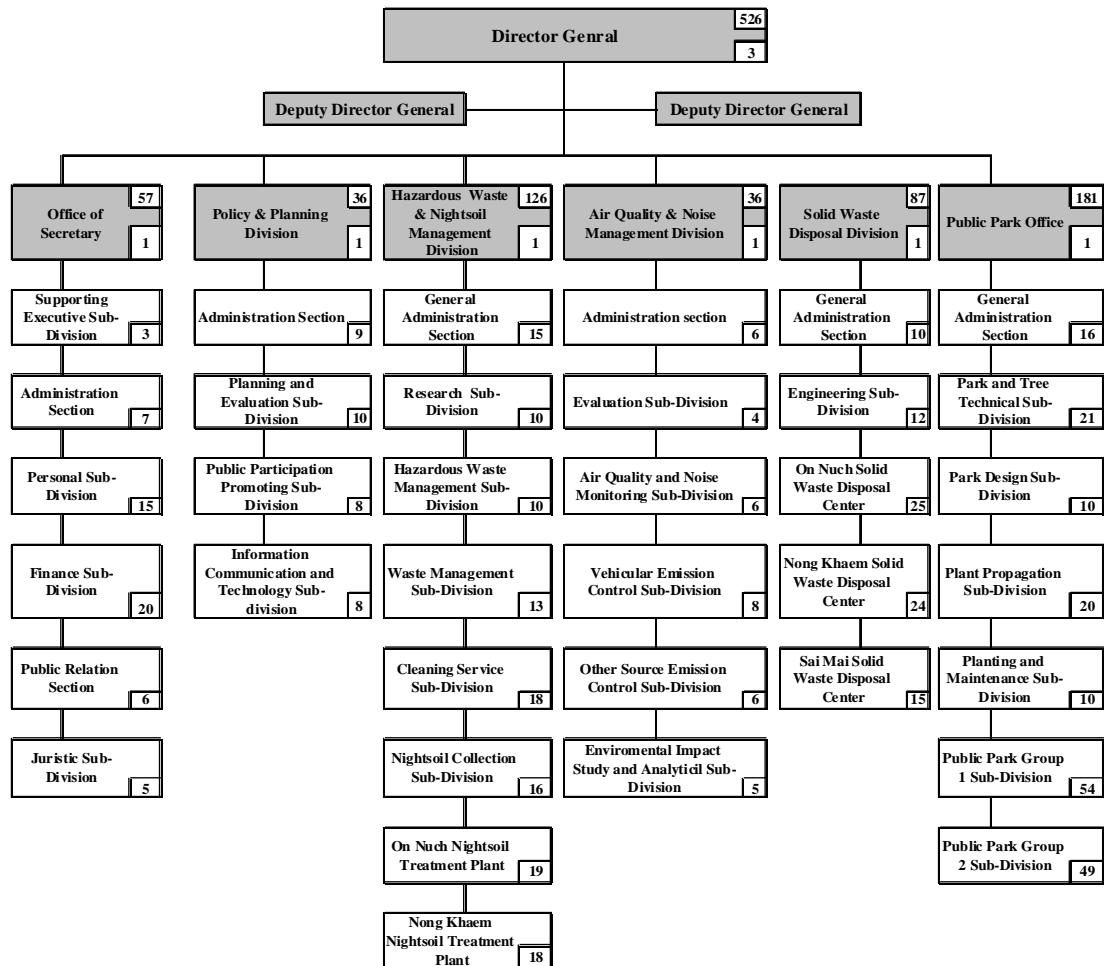 526
Director Genral
3
Deputy Director General
Deputy Director General
57
Office of
Secretary
1
36
Policy & Planning
Division
1
Hazardous Waste
& Nightsoil
Management
Division
126
1
36
Air Quality & Noise
Management Division
1
87
Solid Waste
Disposal Division
1
181
Public Park Office
1
Supporting
Executive Sub-
Division
3
Administration Section
9
General
Administration
Section
15
Administration section
6
General
Administration
Section
10
General
Administration
Section
16
Administration
Section
7
Planning and
Evaluation Sub-
Division
10
Research Sub-
Division
10
Evaluation Sub-Division
4
Engineering Sub-
Division
12
Park and Tree
Technical Sub-
Division
21
Personal Sub-
Division
15
Public Participation
Promoting Sub-
Division
8
Hazardous Waste
Management Sub-
Division
10
Air Quality and Noise
Monitoring Sub-Division
6
On Nuch Solid
Waste Disposal
Center
25
Park Design Sub-
Division
10
Finance Sub-
Division
20
Information
Communication and
Technology Sub-
division
8
Waste Management
Sub-Division
13
Vehicular Emission
Control Sub-Division
8
Nong Khaem Solid
Waste Disposal
Center
24
Plant Propagation
Sub-Division
20
Public Relation
Section
6
Cleaning Service
Sub-Division
18
Other Source Emission
Control Sub-Division
6
Sai Mai Solid
Waste Disposal
Center
15
Planting and
Maintenance Sub-
Division
10
Juristic Sub-
Division
5
Nightsoil Collection
Sub-Division
16
Enviromental Impact
Study and Analyticil Sub-
Division
5
Public Park Group
1 Sub-Division
54
On Nuch Nightsoil
Treatment Plant
19
Public Park Group
2 Sub-Division
49
Nong Khaem
Nightsoil Treatment
Plant
18